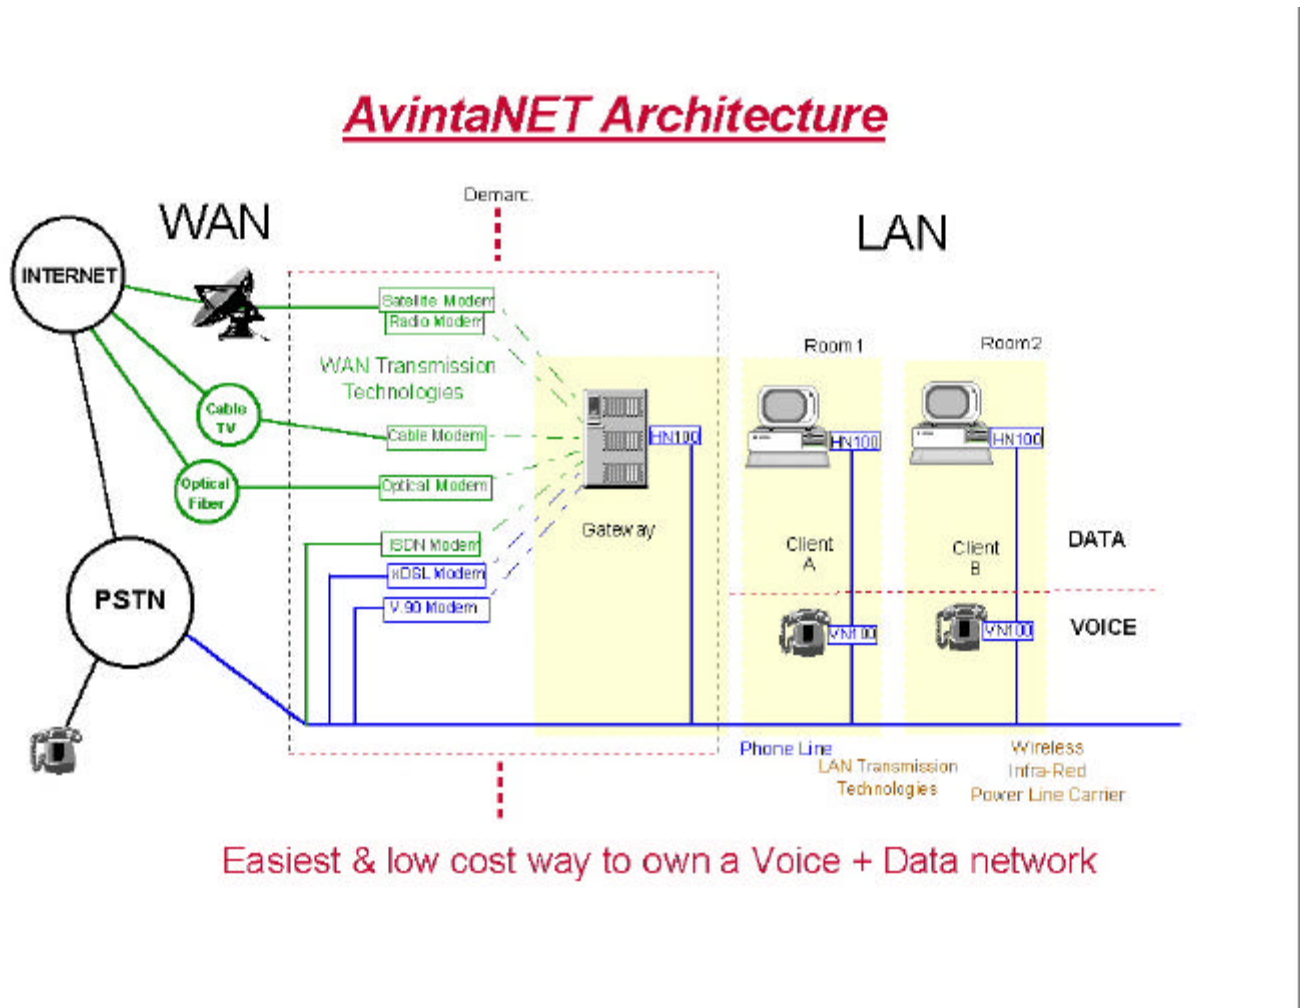 AvintaNET Architecture
Demarc.
WAN
LAN
INTERNET
Satellite Modem
Radio Modem
WAN Transmission
Technologies
Room1
Room2
Cable
TV
Cable Modem
HN100
HN100
HN100
Optical
Fiber
Optical Modem
Gateway
ISDN Modem
xDSL Modem
V.90 Modem
Client
A
Client
B
DATA
PSTN
VN100
VN100
VOICE
Phone Line
LAN Transmission
Technologies
Wireless
Infra-Red
Power Line Carrier
Easiest & low cost way to own a Voice + Data network